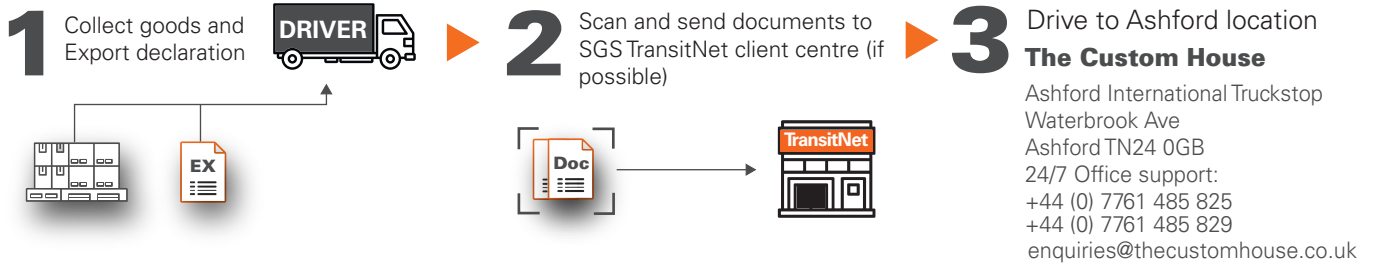 1
Collect goods and
Export declaration
DRIVER
EX
2
Scan and send documents to
SGS TransitNet client centre (if
possible)
Doc
TransitNet
3
Drive to Ashford location
The Custom House
Ashford International Truckstop
Waterbrook Ave
Ashford TN24 0GB
24/7 Office support:
+44 (0) 7761 485 825
+44 (0) 7761 485 829
enquiries@thecustomhouse.co.uk